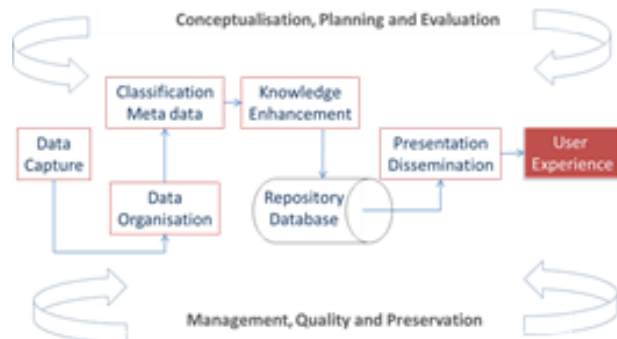 Conceptualisation, Planning and Evaluation
Classification
Meta data
Knowledge
Enhancement
Data
Capture
Data
Organisation
Repository
Database
Presentation
Dissemination
User
Experience
Management, Quality and Preservation